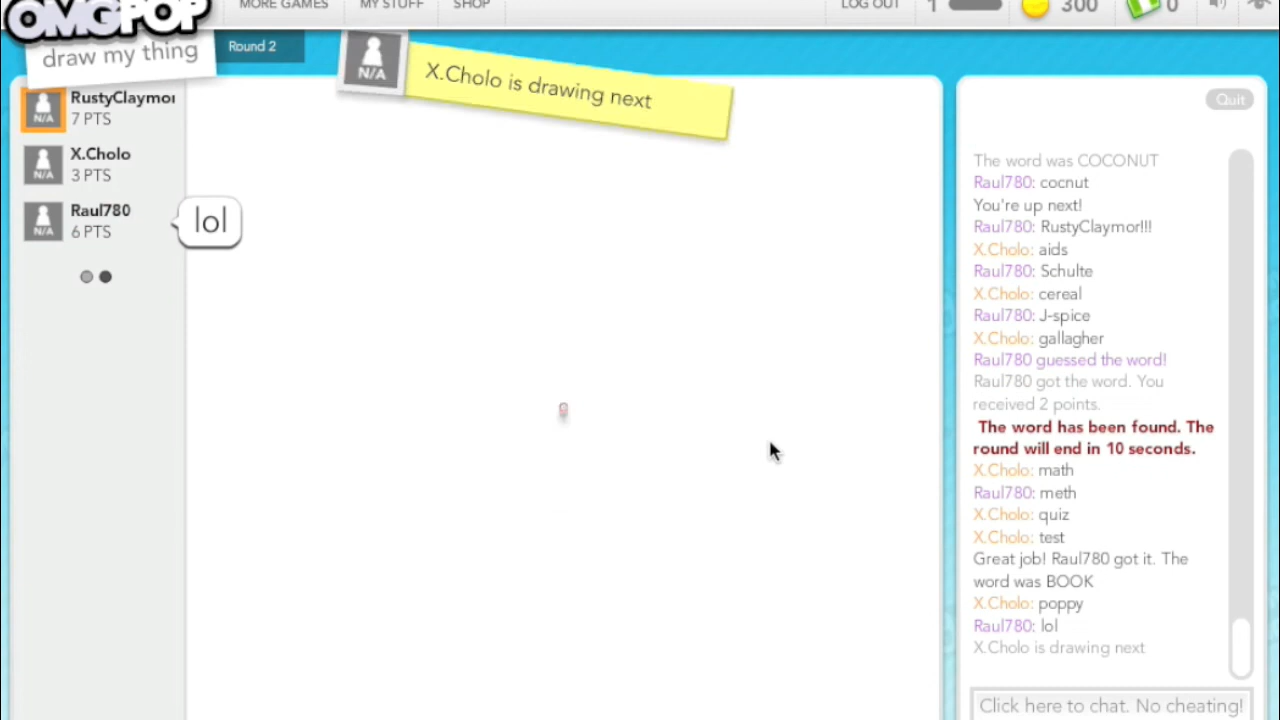 OMGPOP
MORE GAMES
MY STUFF
SHOP
LOG OUT
1
300
0
draw my thing
Round 2
N/A
X.Cholo is drawing next
N/A
RustyClaymor
7 PTS
N/A
X.Cholo
3 PTS
N/A
Raul780
6 PTS
lol
Quit
The word was COCONUT
Raul780: cocnut
You're up next!
Raul780: RustyClaymor!!!
X.Cholo: aids
Raul780: Schulte
X.Cholo: cereal
Raul780: J-spice
X.Cholo: gallagher
Raul780 guessed the word!
Raul780 got the word. You
received 2 points.
The word has been found. The
round will end in 10 seconds.
X.Cholo: math
Raul780: meth
X.Cholo: quiz
X.Cholo: test
Great job! Raul780 got it. The
word was BOOK
X.Cholo: poppy
Raul780: lol
X.Cholo is drawing next
Click here to chat. No cheating!